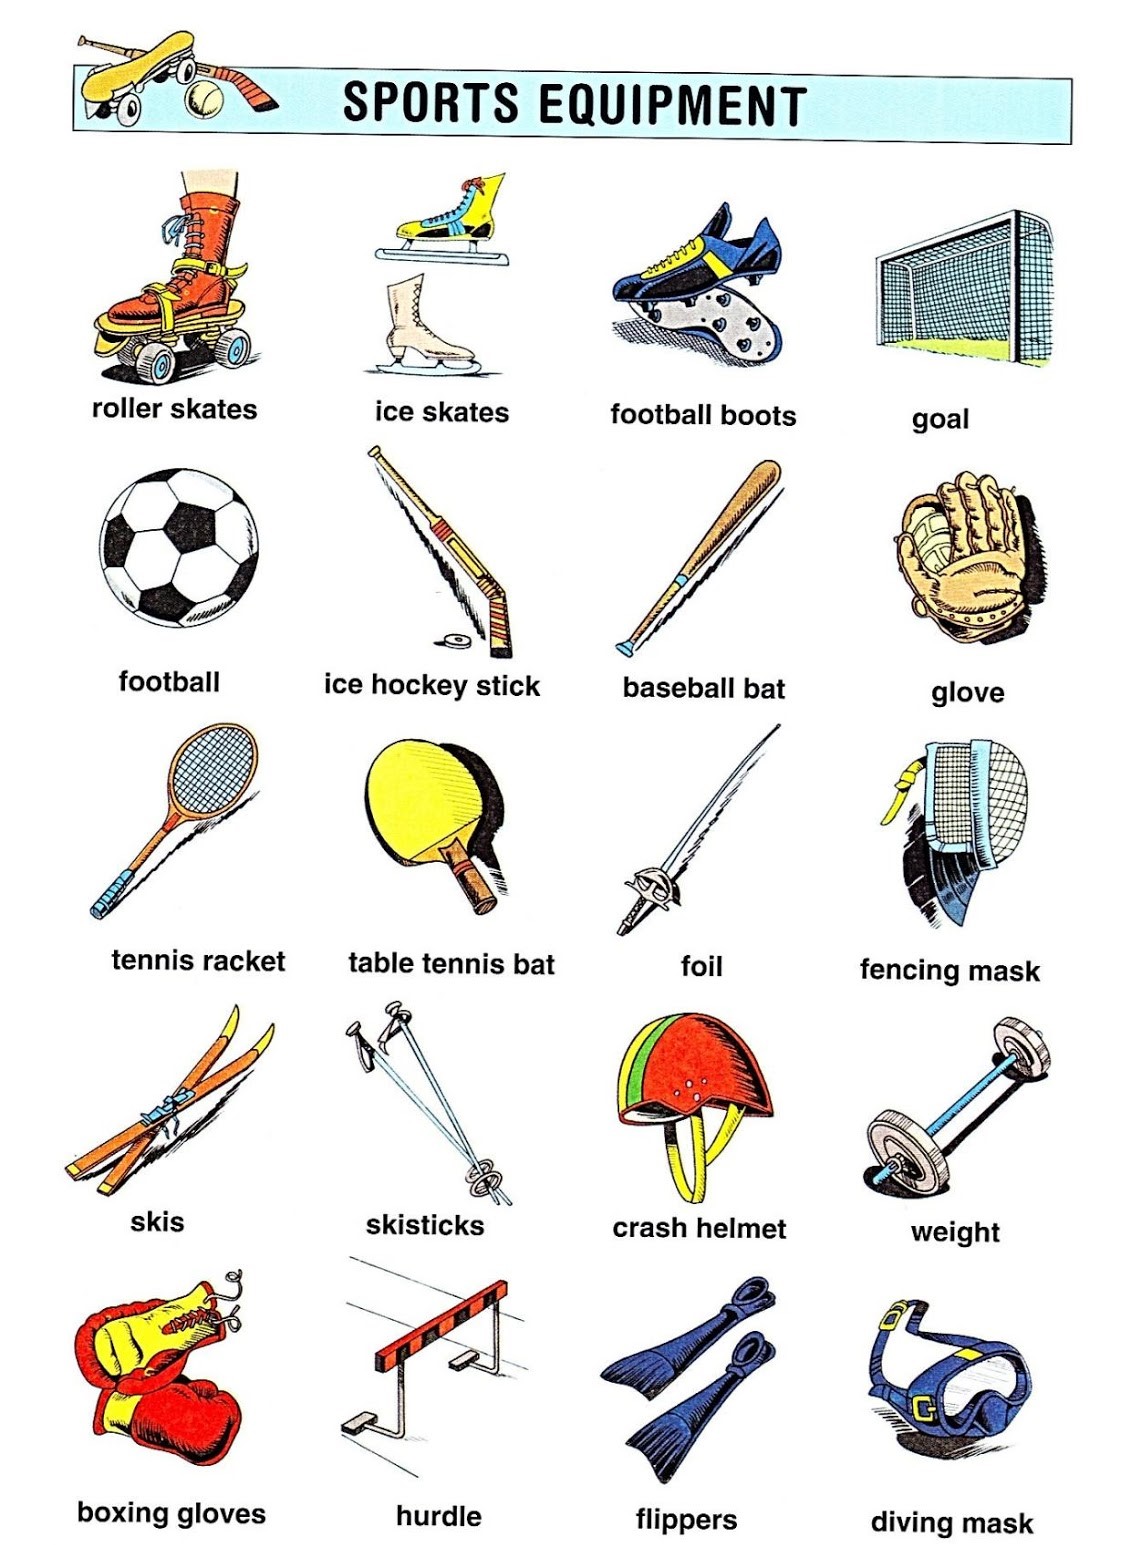 SPORTS EQUIPMENT
roller skates
ice skates
football boots
goal
football
ice hockey stick
baseball bat
glove
tennis racket
table tennis bat
foil
fencing mask
skis
skisticks
crash helmet
weight
boxing gloves
hurdle
flippers
diving mask